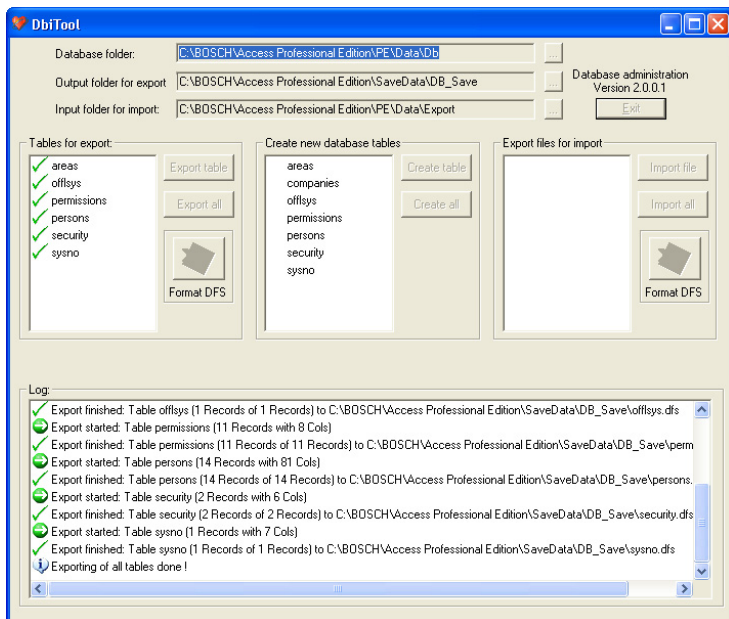 DbiTool
Database folder: C:\BOSCH\Access Professional Edition\PE\Data\Db ...
Output folder for export C:\BOSCH\Access Professional Edition\SaveData\DB_Save ...
Input folder for import: C:\BOSCH\Access Professional Edition\PE\Data\Export ...
Database administration
Version 2.0.0.1
Exit
Tables for export:
areas
offlsys
permissions
persons
security
sysno
Export table
Export all
Format DFS
Create new database tables
areas
companies
offlsys
permissions
persons
security
sysno
Create table
Create all
Export files for import
Import file
Import all
Format DFS
Log:
Export finished: Table offlsys (1 Records of 1 Records) to C:\BOSCH\Access Professional Edition\SaveData\DB_Save\offlsys.dfs
Export started: Table permissions (11 Records with 8 Cols)
Export finished: Table permissions (11 Records of 11 Records) to C:\BOSCH\Access Professional Edition\SaveData\DB_Save\perm
Export started: Table persons (14 Records with 81 Cols)
Export finished: Table persons (14 Records of 14 Records) to C:\BOSCH\Access Professional Edition\SaveData\DB_Save\persons.
Export started: Table security (2 Records with 6 Cols)
Export finished: Table security (2 Records of 2 Records) to C:\BOSCH\Access Professional Edition\SaveData\DB_Save\security.dfs
Export started: Table sysno (1 Records with 7 Cols)
Export finished: Table sysno (1 Records of 1 Records) to C:\BOSCH\Access Professional Edition\SaveData\DB_Save\sysno.dfs
Exporting of all tables done !